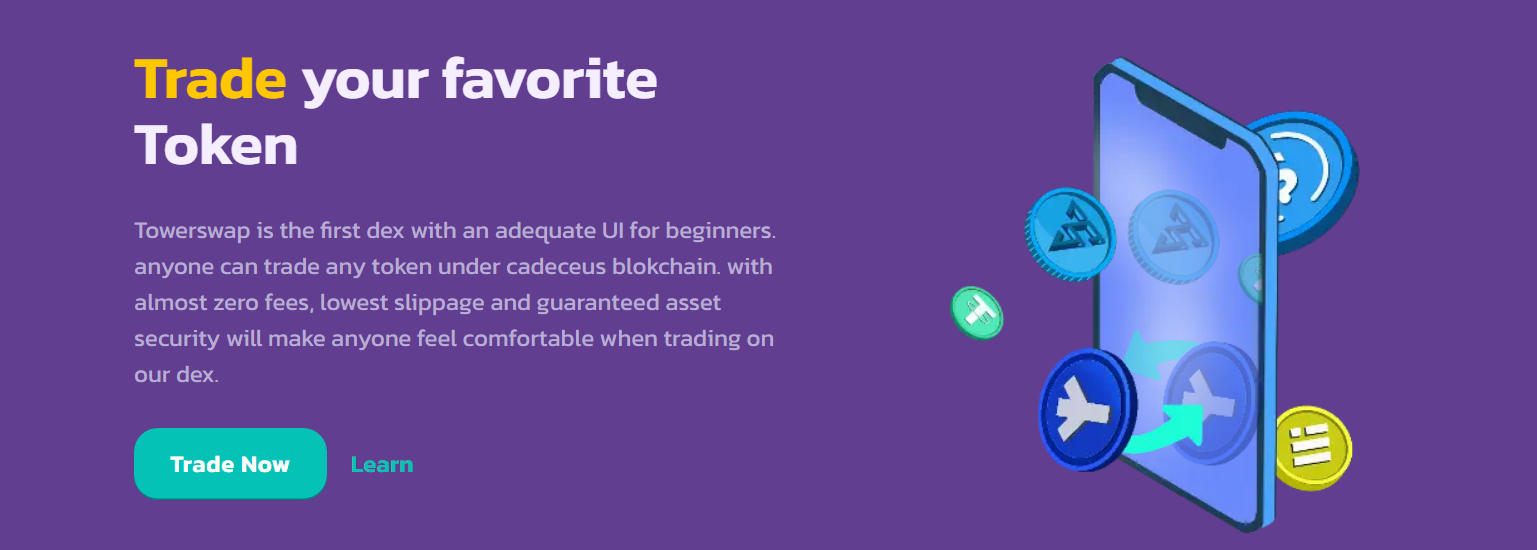 Trade your favorite
Token
Towerswap is the first dex with an adequate UI for beginners.
anyone can trade any token under cadeceus blokchain. with
almost zero fees, lowest slippage and guaranteed asset
security will make anyone feel comfortable when trading on
our dex.
Trade Now
Learn